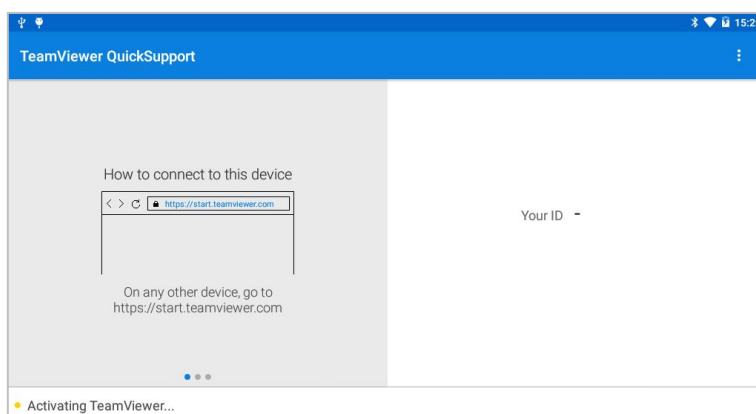 15:2
TeamViewer QuickSupport
How to connect to this device
https://start.teamviewer.com
On any other device, go to
https://start.teamviewer.com
Your ID -
Activating TeamViewer...